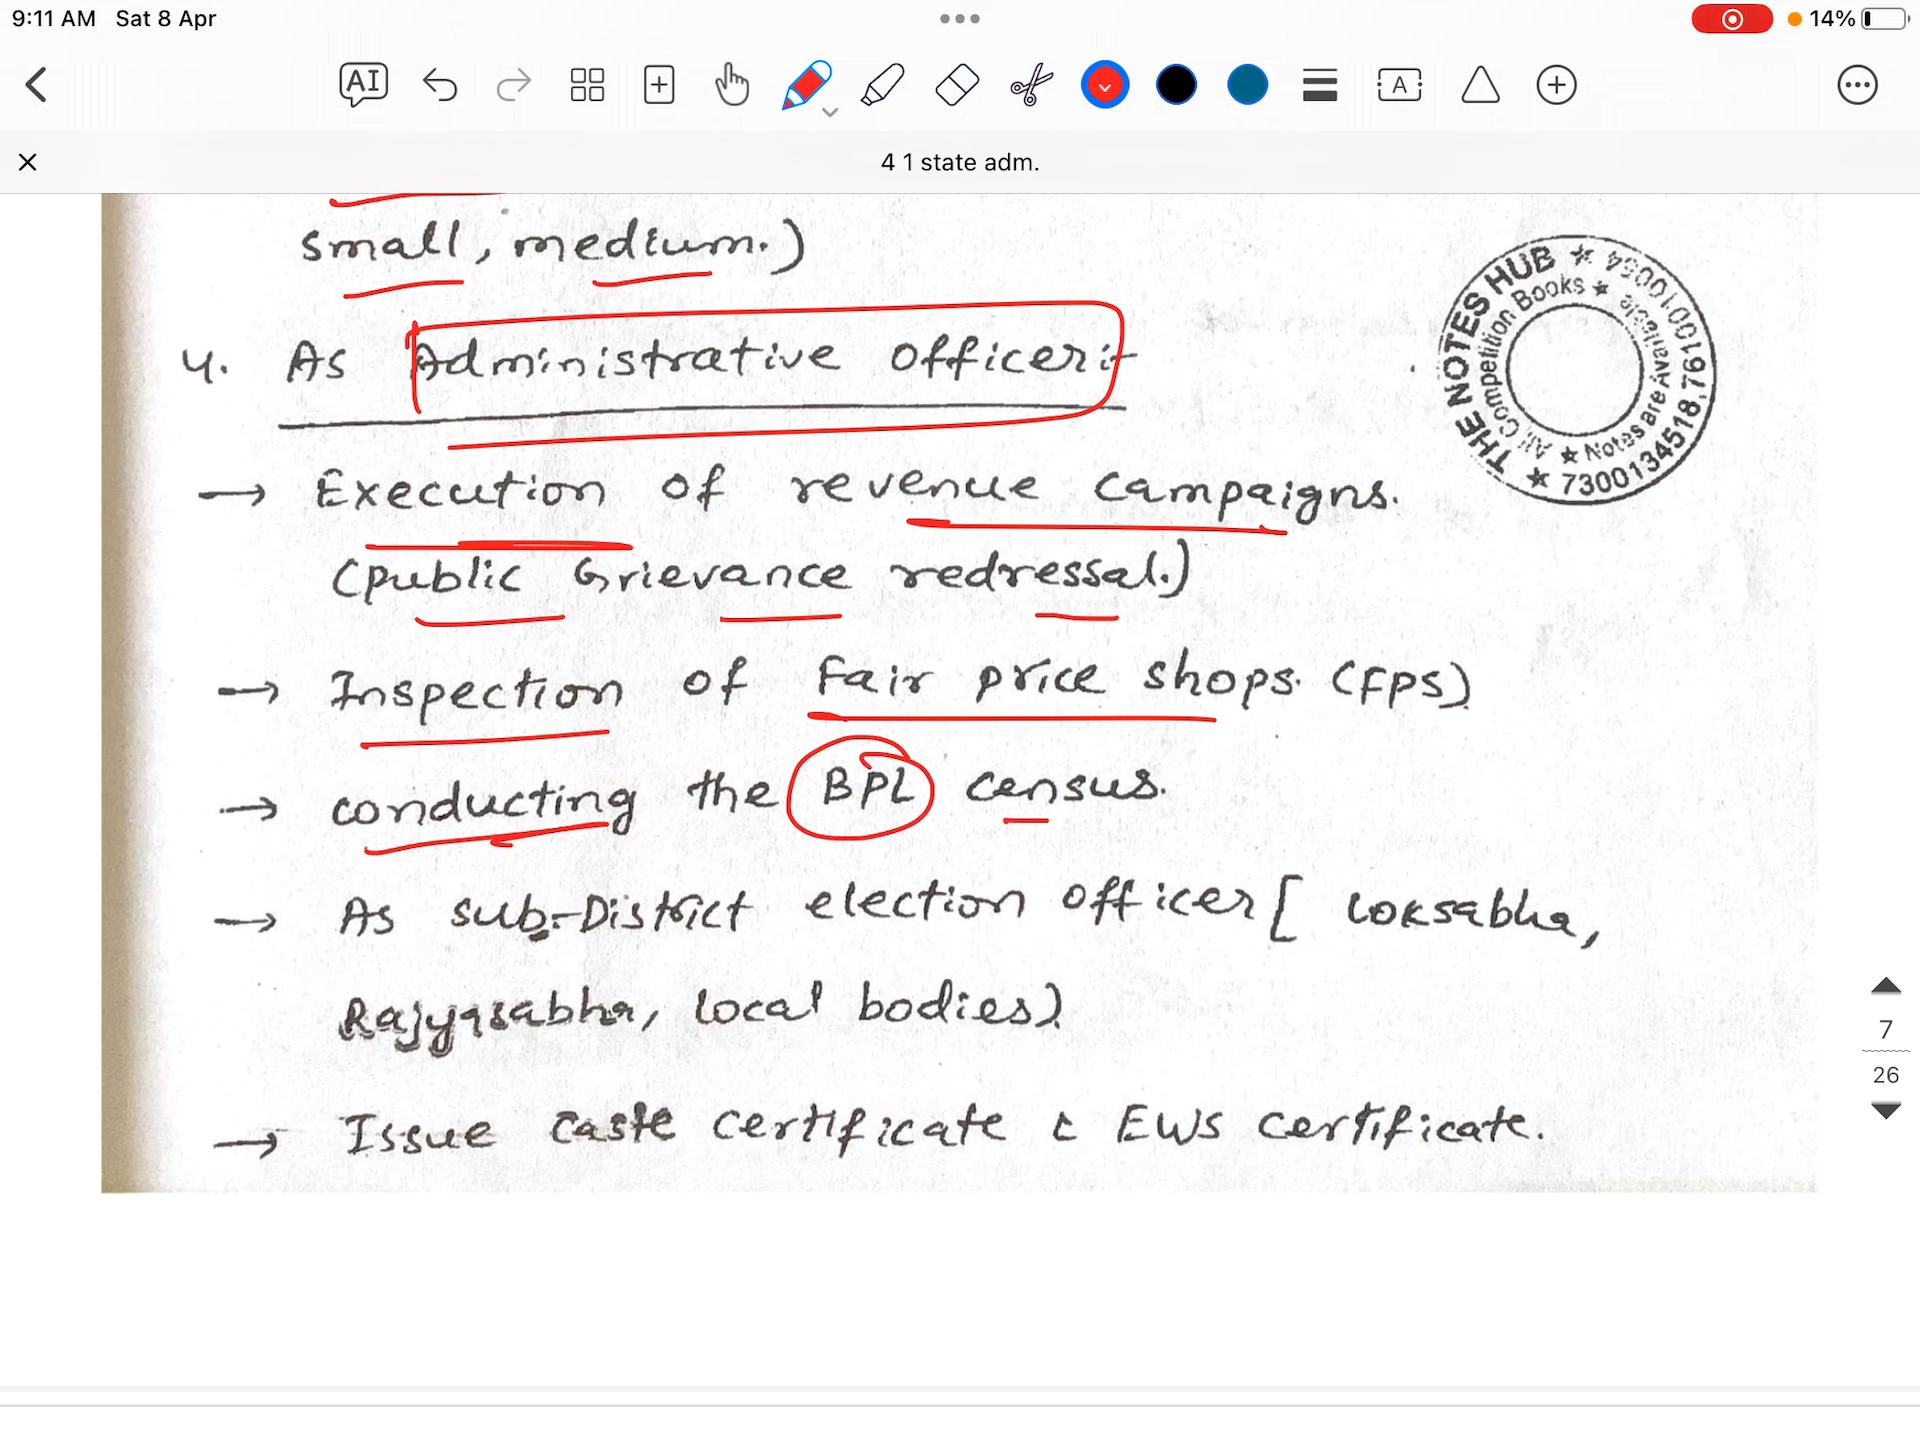 9:11 AM Sat 8 Apr
14%
AI
A
4 1 state adm.
small, medium.)
4. As Administrative officer:-
→ Execution of revenue campaigns.
(public Grievance redressal.)
→ Inspection of Fair price shops. (FPS)
→ conducting the BPL census.
→ As sub-District election officer [ Loksabha,
Rajyasabha, local bodies)
→ Issue caste certificate & EWS certificate.
THE NOTES HUB
All Competition Books
Notes are Available
7300134518,7610010054
7
26